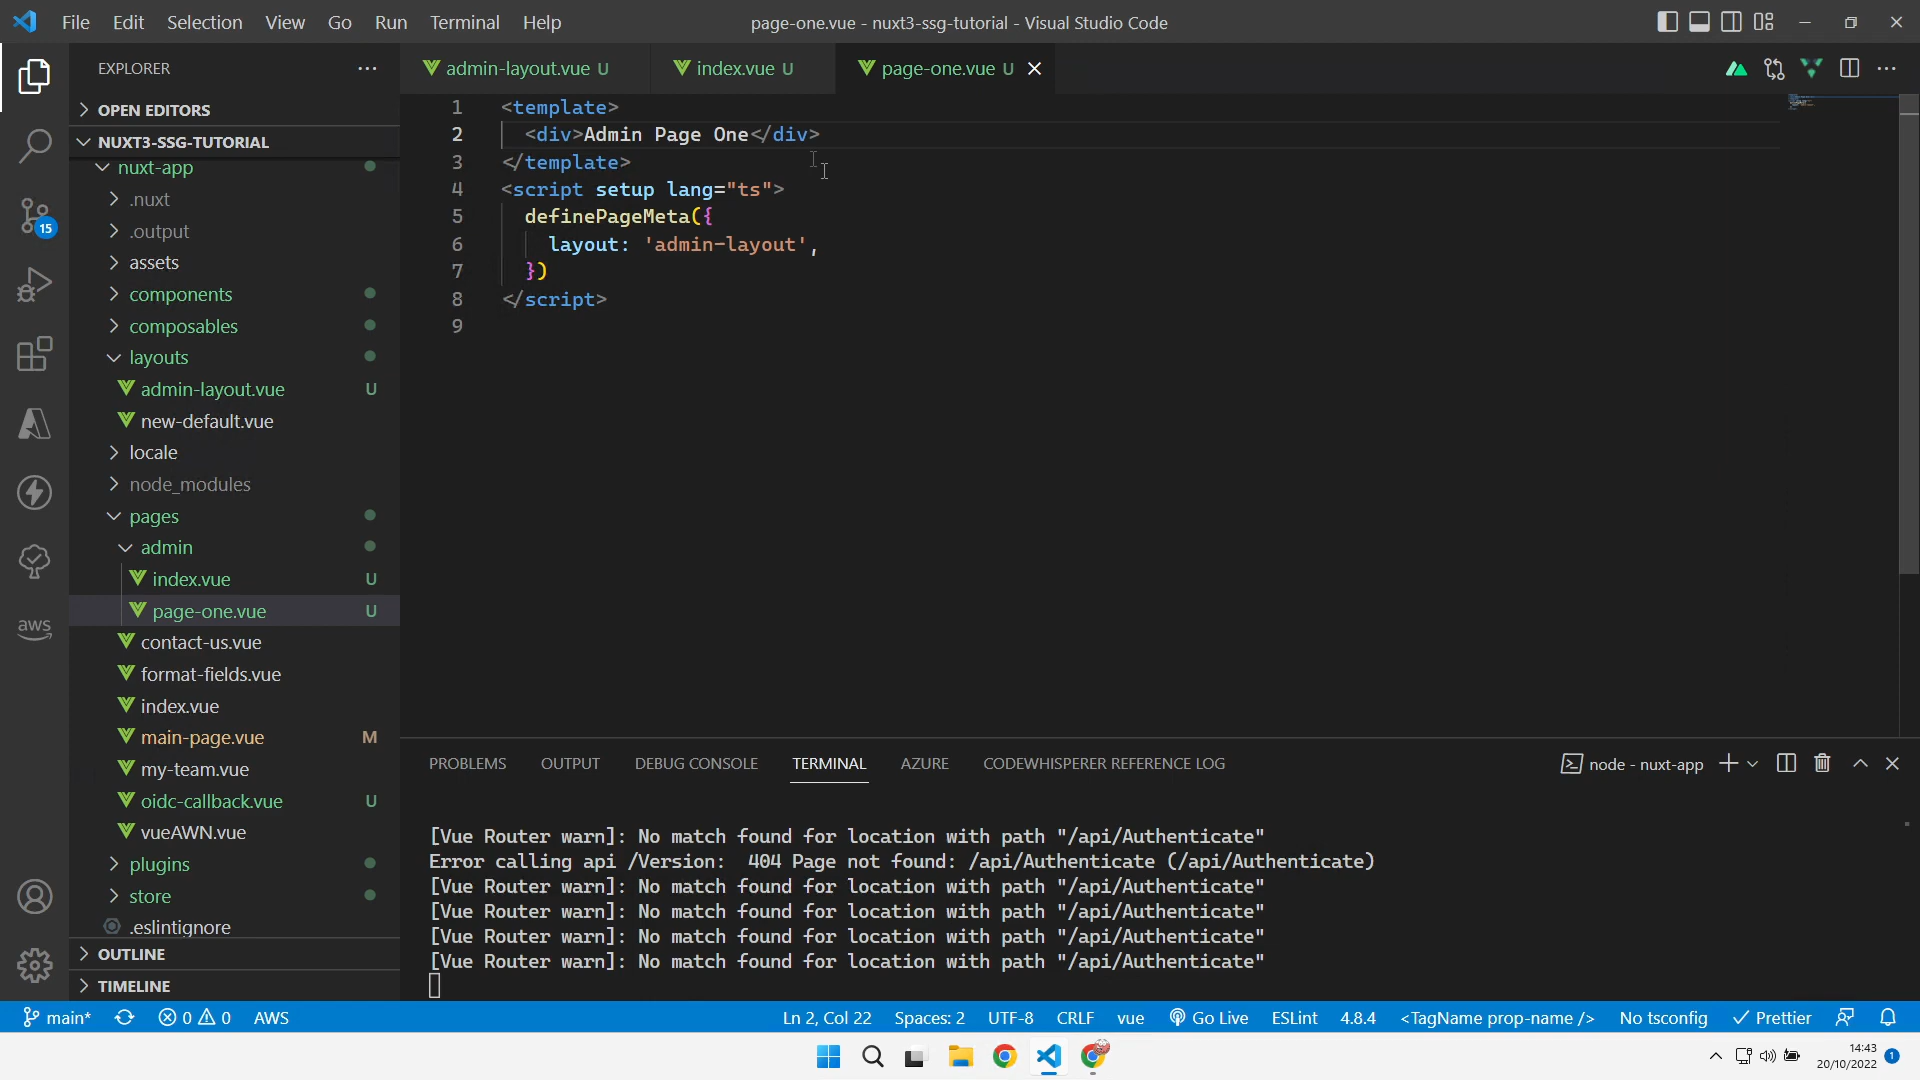 File Edit Selection View Go Run Terminal Help
page-one.vue - nuxt3-ssg-tutorial - Visual Studio Code
EXPLORER
OPEN EDITORS
NUXT3-SSG-TUTORIAL
nuxt-app
.nuxt
.output
assets
components
composables
layouts
admin-layout.vue U
new-default.vue
locale
node_modules
pages
admin
index.vue U
page-one.vue U
contact-us.vue
format-fields.vue
index.vue
main-page.vue M
my-team.vue
oidc-callback.vue U
vueAWN.vue
plugins
store
.eslintignore
OUTLINE
TIMELINE
15
aws
admin-layout.vue U index.vue U page-one.vue U
1 <template>
2 <div>Admin Page One</div>
3 </template>
4 <script setup lang="ts">
5 definePageMeta({
6 layout: 'admin-layout',
7 })
8 </script>
9
PROBLEMS OUTPUT DEBUG CONSOLE TERMINAL AZURE CODEWHISPERER REFERENCE LOG
node - nuxt-app
[Vue Router warn]: No match found for location with path "/api/Authenticate"
Error calling api /Version:  404 Page not found: /api/Authenticate (/api/Authenticate)
[Vue Router warn]: No match found for location with path "/api/Authenticate"
[Vue Router warn]: No match found for location with path "/api/Authenticate"
[Vue Router warn]: No match found for location with path "/api/Authenticate"
[Vue Router warn]: No match found for location with path "/api/Authenticate"
main* 0 0 AWS
Ln 2, Col 22 Spaces: 2 UTF-8 CRLF vue Go Live ESLint 4.8.4 <TagName prop-name /> No tsconfig Prettier
14:43
20/10/2022
1